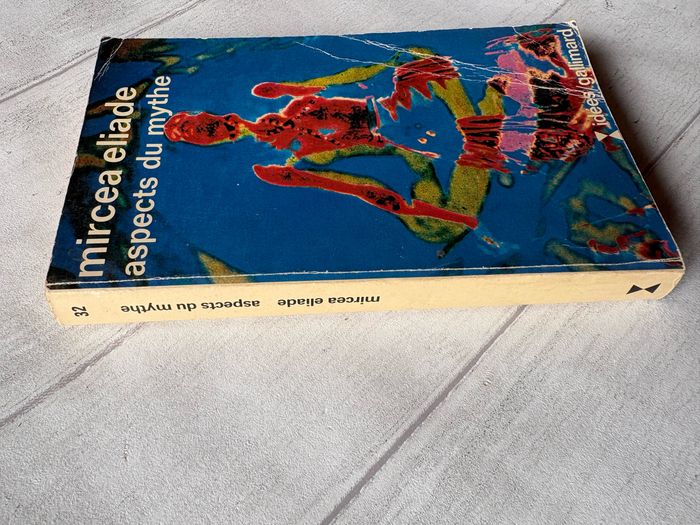 mircea eliade
aspects du mythe
idées/gallimard
32
aspects du mythe
mircea eliade